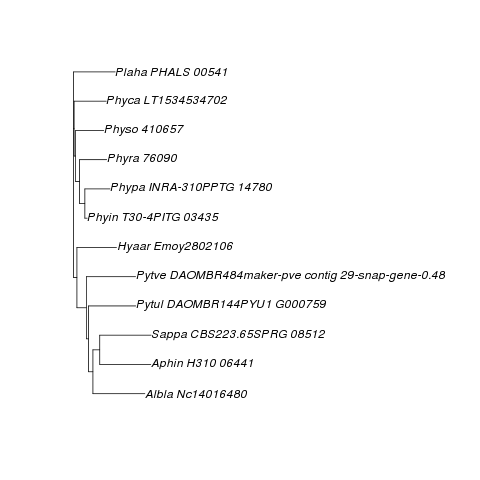 Plaha PHALS 00541
Phyca LT1534534702
Physo 410657
Phyra 76090
Phypa INRA-310PPTG 14780
Phyin T30-4PITG 03435
Hyaar Emoy2802106
Pytve DAOMBR484maker-pve contig 29-snap-gene-0.48
Pytul DAOMBR144PYU1 G000759
Sappa CBS223.65SPRG 08512
Aphin H310 06441
Albla Nc14016480